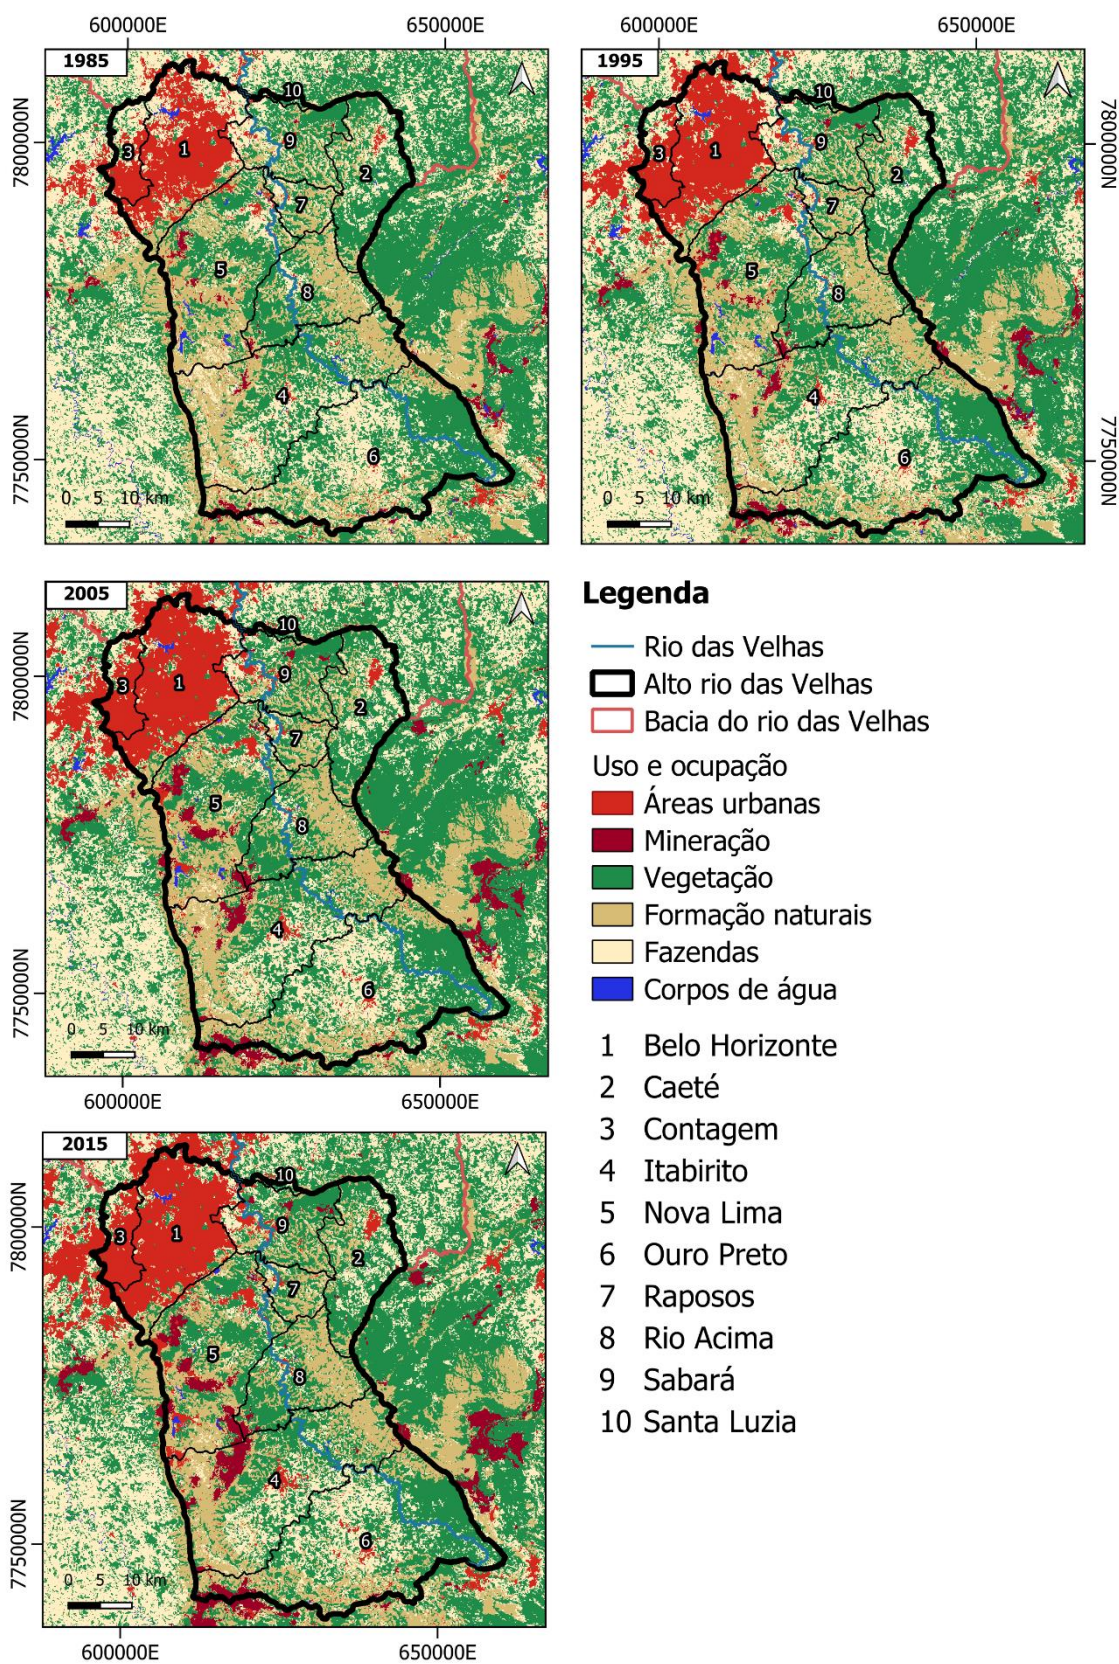 600000E
650000E
600000E
650000E
1985
1995
7800000N
7800000N
10
9
3
1
2
7
5
8
4
6
10
9
3
1
2
7
5
8
4
6
7750000N
7750000N
0 5 10 km
0 5 10 km
2005
7800000N
10
9
3
1
2
7
5
8
4
6
7750000N
0 5 10 km
600000E
650000E
Legenda
Rio das Velhas
Alto rio das Velhas
Bacia do rio das Velhas
Uso e ocupação
Áreas urbanas
Mineração
Vegetação
Formação naturais
Fazendas
Corpos de água
1 Belo Horizonte
2 Caeté
3 Contagem
4 Itabirito
5 Nova Lima
6 Ouro Preto
7 Raposos
8 Rio Acima
9 Sabará
10 Santa Luzia
2015
7800000N
10
9
3
1
2
7
5
8
4
6
7750000N
0 5 10 km
600000E
650000E